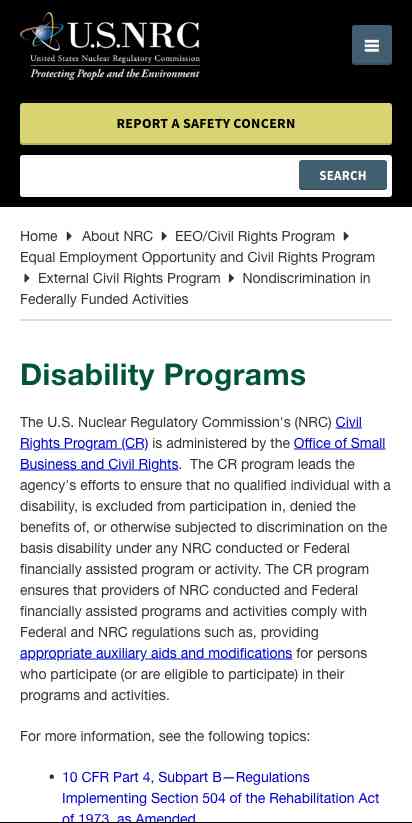 U.S.NRC
United States Nuclear Regulatory Commission
Protecting People and the Environment
REPORT A SAFETY CONCERN
SEARCH
Home About NRC EEO/Civil Rights Program
Equal Employment Opportunity and Civil Rights Program
External Civil Rights Program Nondiscrimination in
Federally Funded Activities
Disability Programs
The U.S. Nuclear Regulatory Commission's (NRC) Civil
Rights Program (CR) is administered by the Office of Small
Business and Civil Rights.  The CR program leads the
agency's efforts to ensure that no qualified individual with a
disability, is excluded from participation in, denied the
benefits of, or otherwise subjected to discrimination on the
basis disability under any NRC conducted or Federal
financially assisted program or activity. The CR program
ensures that providers of NRC conducted and Federal
financially assisted programs and activities comply with
Federal and NRC regulations such as, providing
appropriate auxiliary aids and modifications for persons
who participate (or are eligible to participate) in their
programs and activities.
For more information, see the following topics:
• 10 CFR Part 4, Subpart B—Regulations
Implementing Section 504 of the Rehabilitation Act
of 1973, as Amended